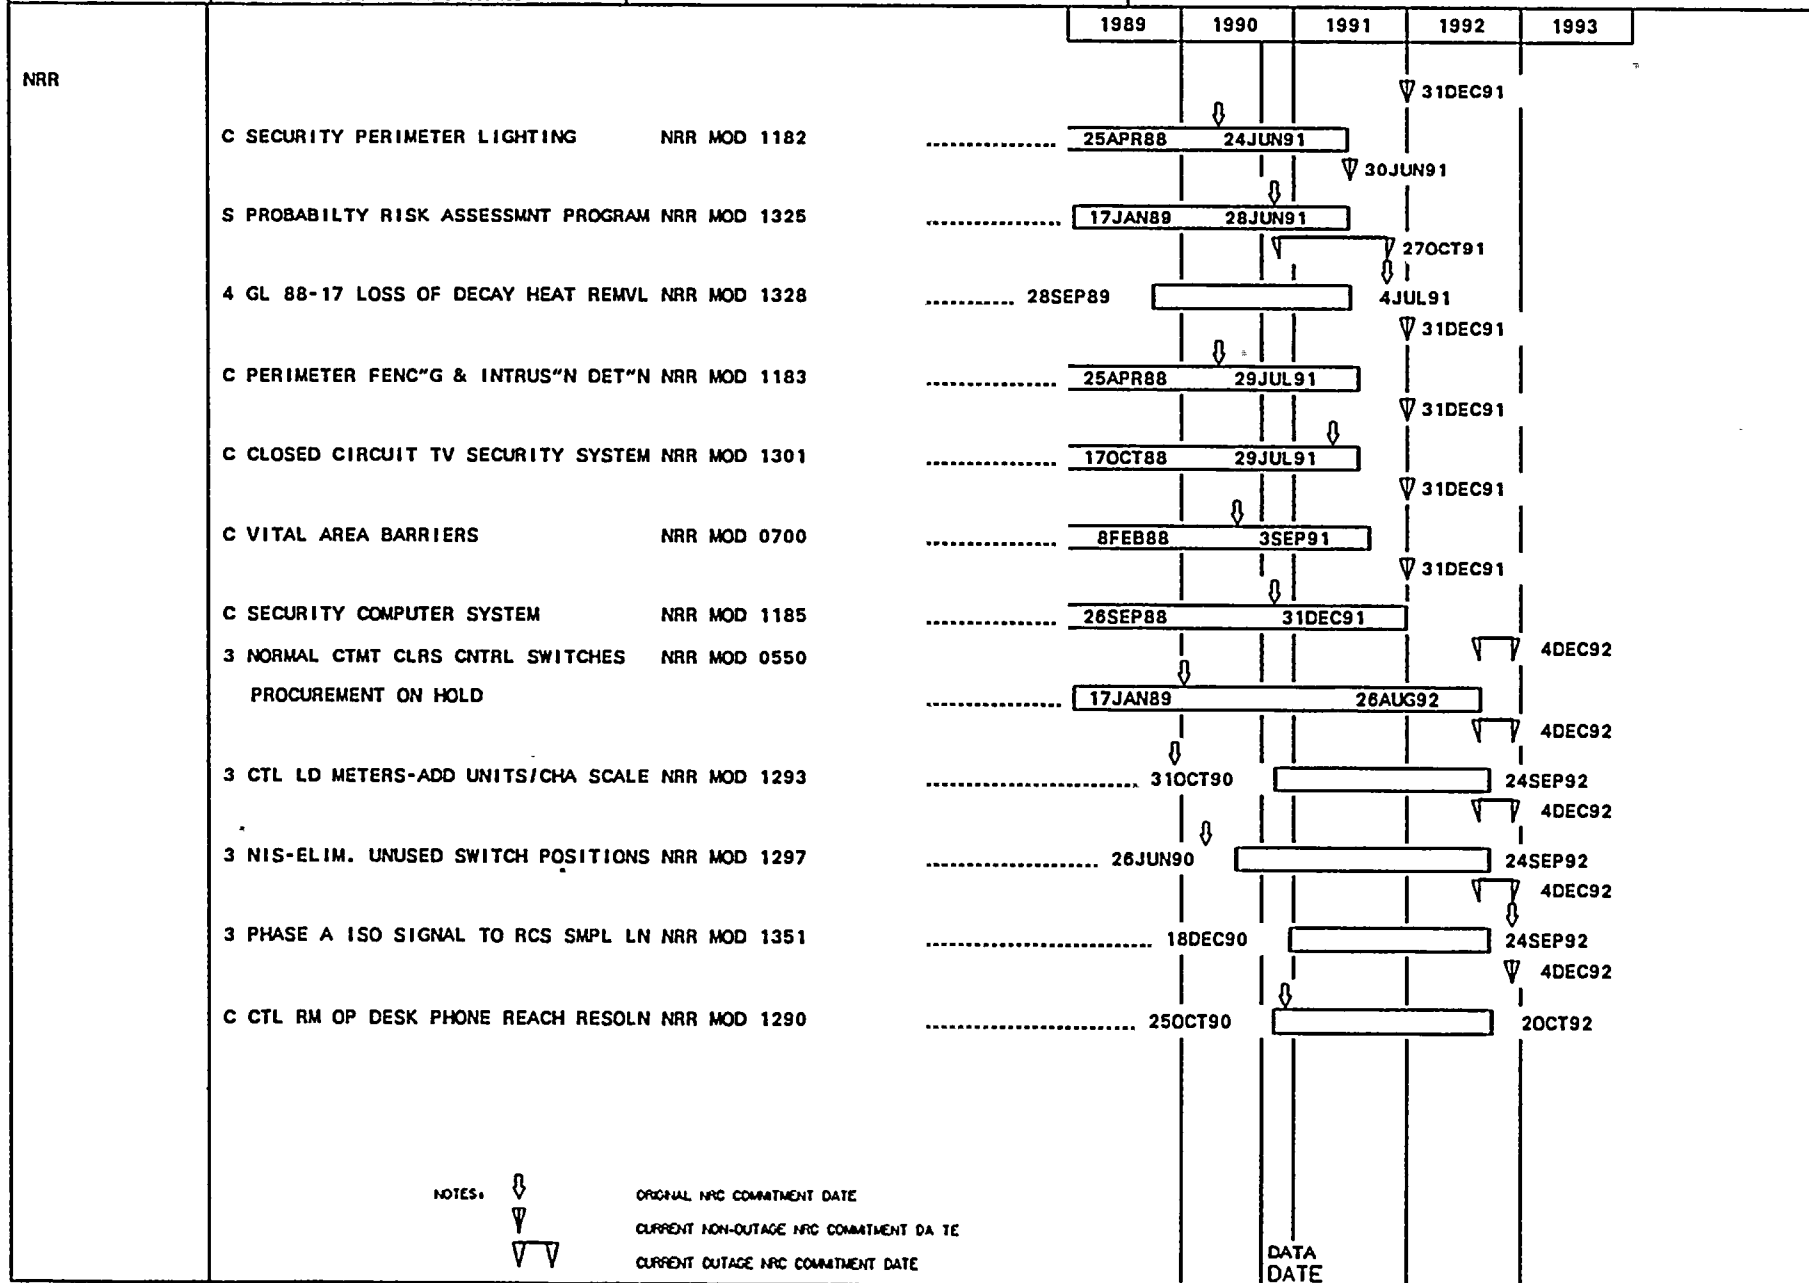 1989 1990 1991 1992 1993
NRR
31DEC91
C SECURITY PERIMETER LIGHTING NRR MOD 1182 25APR88 24JUN91
30JUN91
S PROBABILTY RISK ASSESSMNT PROGRAM NRR MOD 1325 17JAN89 28JUN91
27OCT91
4 GL 88-17 LOSS OF DECAY HEAT REMVL NRR MOD 1328 28SEP89 4JUL91
31DEC91
C PERIMETER FENC"G & INTRUS"N DET"N NRR MOD 1183 25APR88 29JUL91
31DEC91
C CLOSED CIRCUIT TV SECURITY SYSTEM NRR MOD 1301 17OCT88 29JUL91
31DEC91
C VITAL AREA BARRIERS NRR MOD 0700 8FEB88 3SEP91
31DEC91
C SECURITY COMPUTER SYSTEM NRR MOD 1185 26SEP88 31DEC91
3 NORMAL CTMT CLRS CNTRL SWITCHES NRR MOD 0550 4DEC92
PROCUREMENT ON HOLD 17JAN89 26AUG92
4DEC92
3 CTL LD METERS-ADD UNITS/CHA SCALE NRR MOD 1293 31OCT90 24SEP92
4DEC92
3 NIS-ELIM. UNUSED SWITCH POSITIONS NRR MOD 1297 26JUN90 24SEP92
4DEC92
3 PHASE A ISO SIGNAL TO RCS SMPL LN NRR MOD 1351 18DEC90 24SEP92
4DEC92
C CTL RM OP DESK PHONE REACH RESOLN NRR MOD 1290 25OCT90 2OCT92
NOTES: ORIGINAL NRC COMMITMENT DATE
CURRENT NON-OUTAGE NRC COMMITMENT DA TE
CURRENT OUTAGE NRC COMMITMENT DATE
DATA
DATE